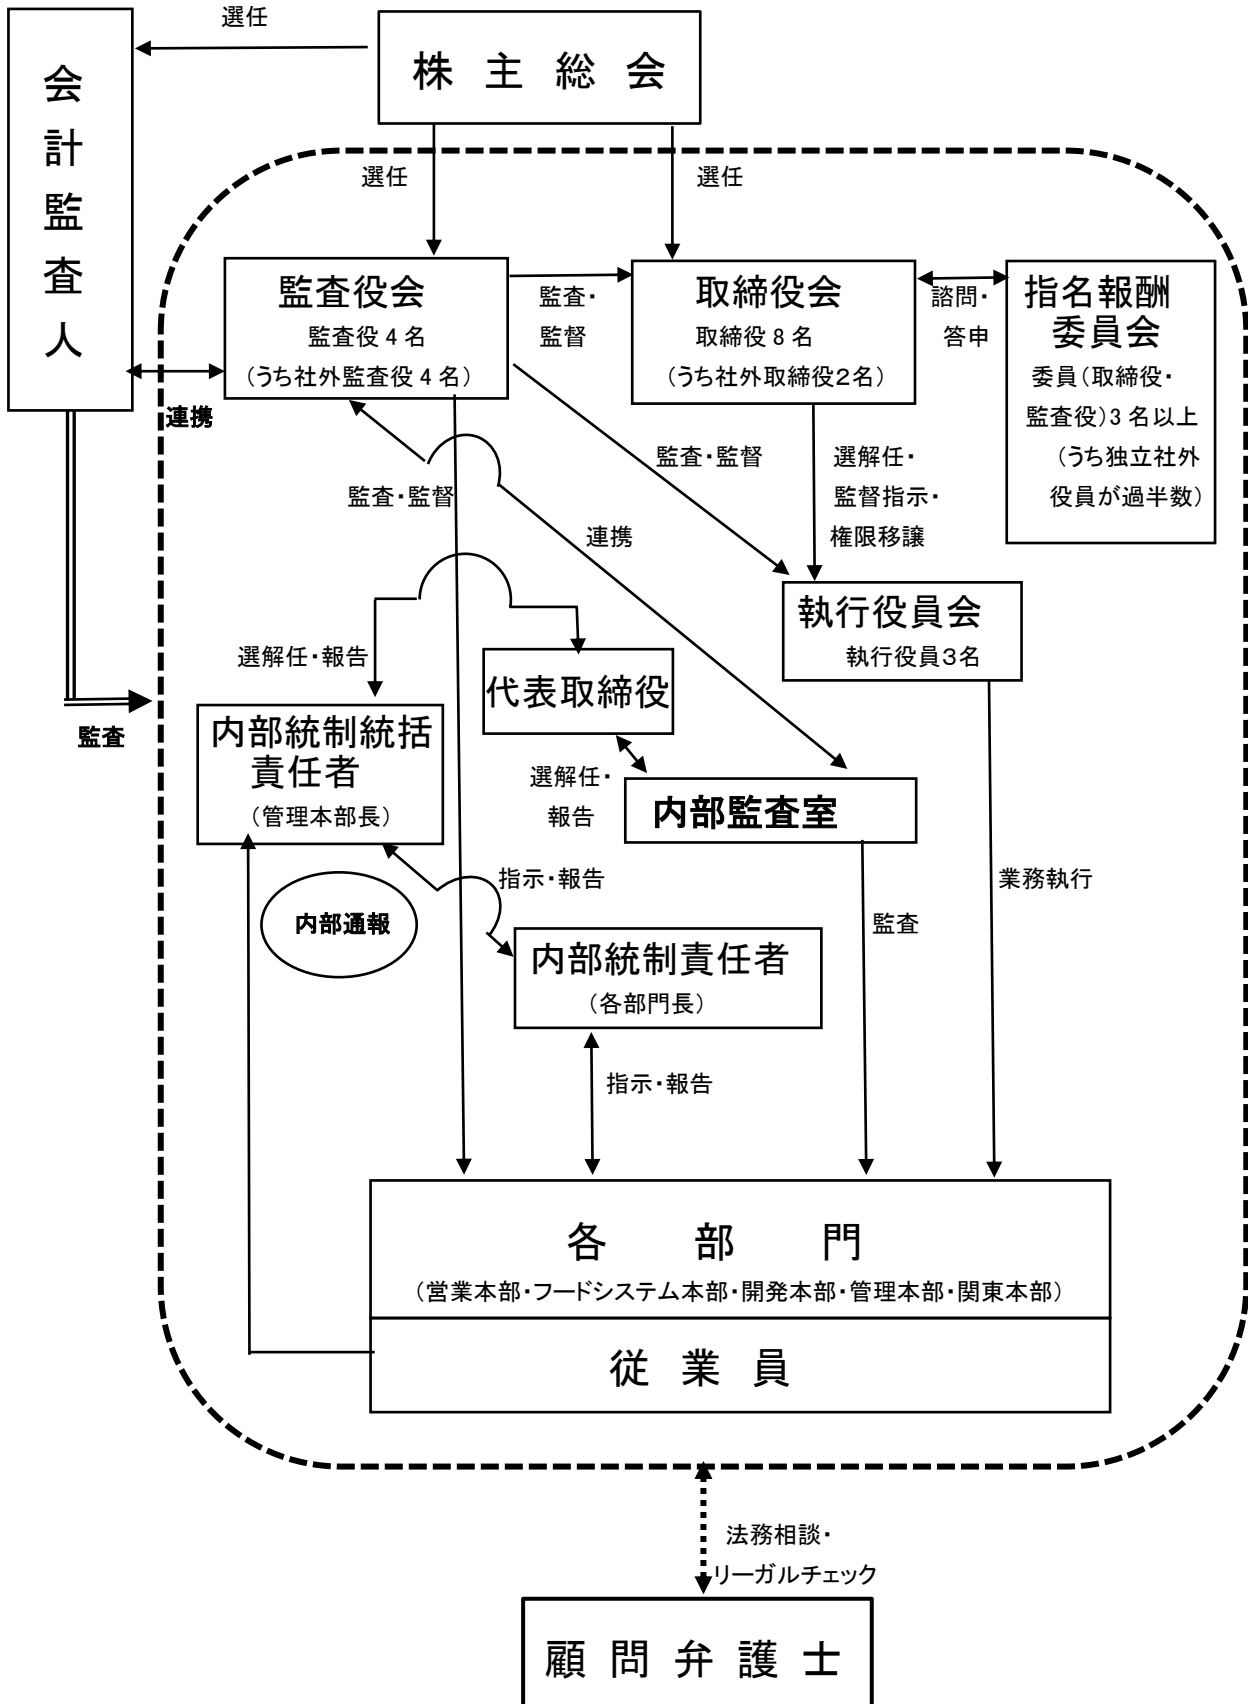 選任
株主総会
会計監査人
選任
選任
監査役会
監査役４名
（うち社外監査役４名）
監査・
監督
取締役会
取締役８名
（うち社外取締役２名）
諮問・
答申
指名報酬
委員会
委員（取締役・
監査役）３名以上
（うち独立社外
役員が過半数）
連携
監査・監督
監査・監督
選解任・
監督指示・
権限移譲
連携
執行役員会
執行役員３名
選解任・報告
代表取締役
監査
内部統制統括
責任者
（管理本部長）
選解任・
報告
内部監査室
指示・報告
業務執行
内部通報
監査
内部統制責任者
（各部門長）
指示・報告
各部門
（営業本部・フードシステム本部・開発本部・管理本部・関東本部）
従業員
法務相談・
リーガルチェック
顧問弁護士